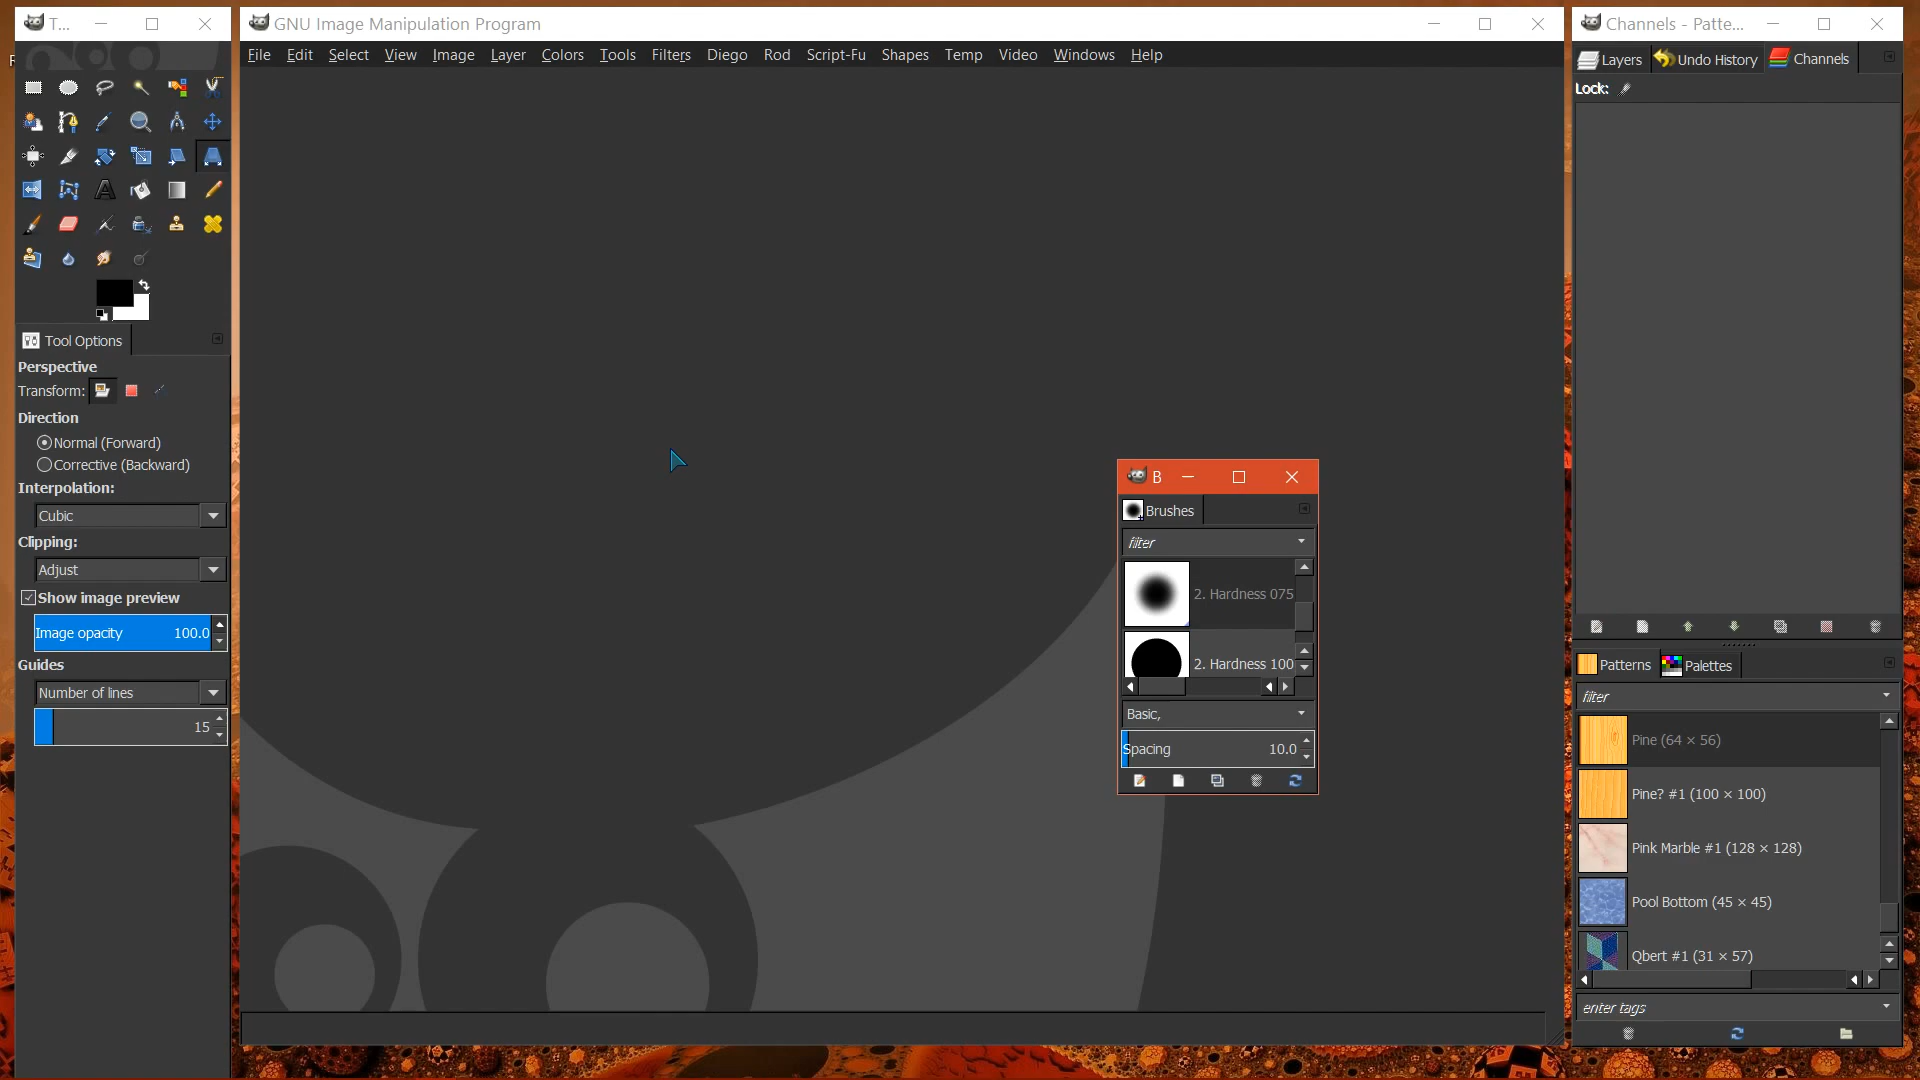 T...
GNU Image Manipulation Program
File Edit Select View Image Layer Colors Tools Filters Diego Rod Script-Fu Shapes Temp Video Windows Help
Tool Options
Perspective
Transform:
Direction
Normal (Forward)
Corrective (Backward)
Interpolation:
Cubic
Clipping:
Adjust
Show image preview
Image opacity 100.0
Guides
Number of lines
15
B
Brushes
filter
2. Hardness 075
2. Hardness 100
Basic,
Spacing 10.0
Channels - Patte...
Layers Undo History Channels
Lock:
Patterns Palettes
filter
Pine (64 × 56)
Pine? #1 (100 × 100)
Pink Marble #1 (128 × 128)
Pool Bottom (45 × 45)
Qbert #1 (31 × 57)
enter tags